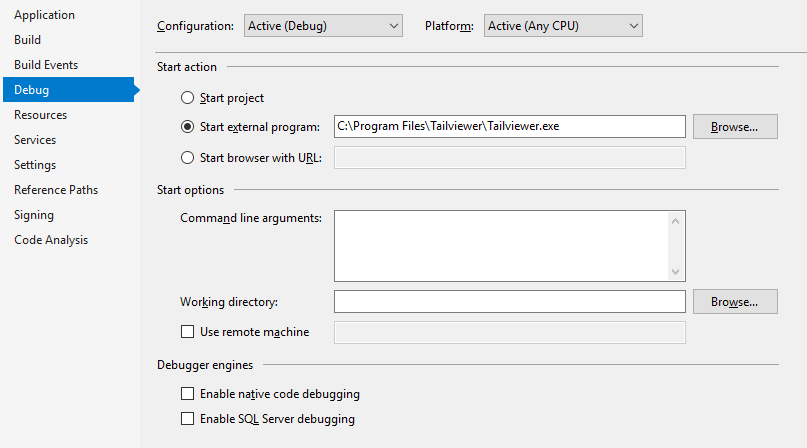 Application
Build
Build Events
Debug
Resources
Services
Settings
Reference Paths
Signing
Code Analysis
Configuration: Active (Debug) Platform: Active (Any CPU)
Start action
Start project
Start external program: C:\Program Files\Tailviewer\Tailviewer.exe Browse...
Start browser with URL:
Start options
Command line arguments:
Working directory: Browse...
Use remote machine
Debugger engines
Enable native code debugging
Enable SQL Server debugging